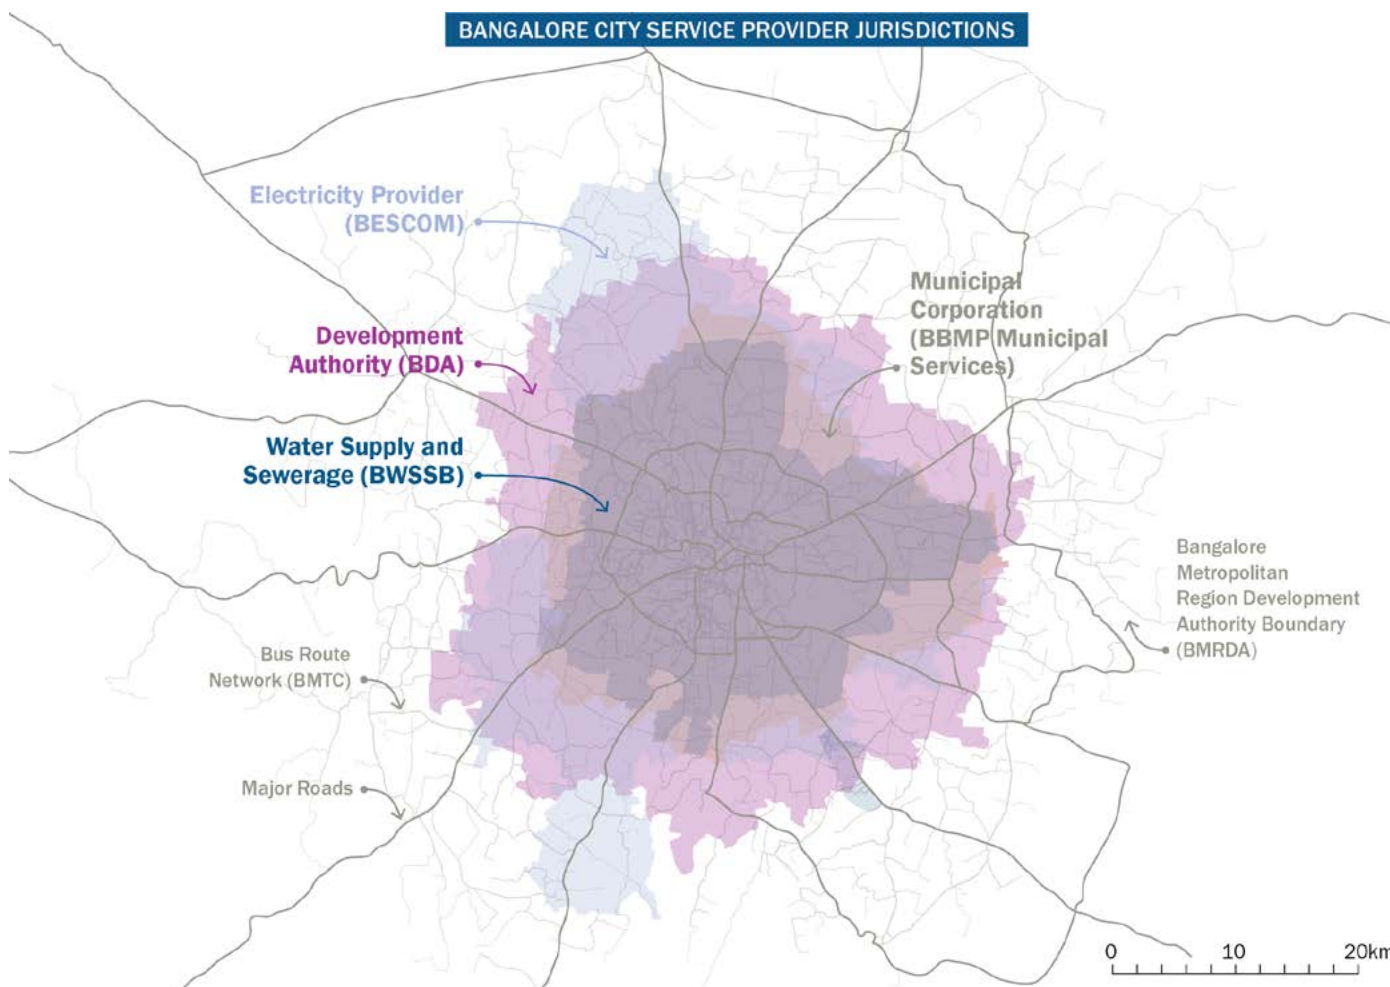 BANGALORE CITY SERVICE PROVIDER JURISDICTIONS
Electricity Provider
(BESCOM)
Municipal
Corporation
(BBMP Municipal
Services)
Development
Authority (BDA)
Water Supply and
Sewerage (BWSSB)
Bangalore
Metropolitan
Region Development
Authority Boundary
(BMRDA)
Bus Route
Network (BMTC)
Major Roads
0 10 20km